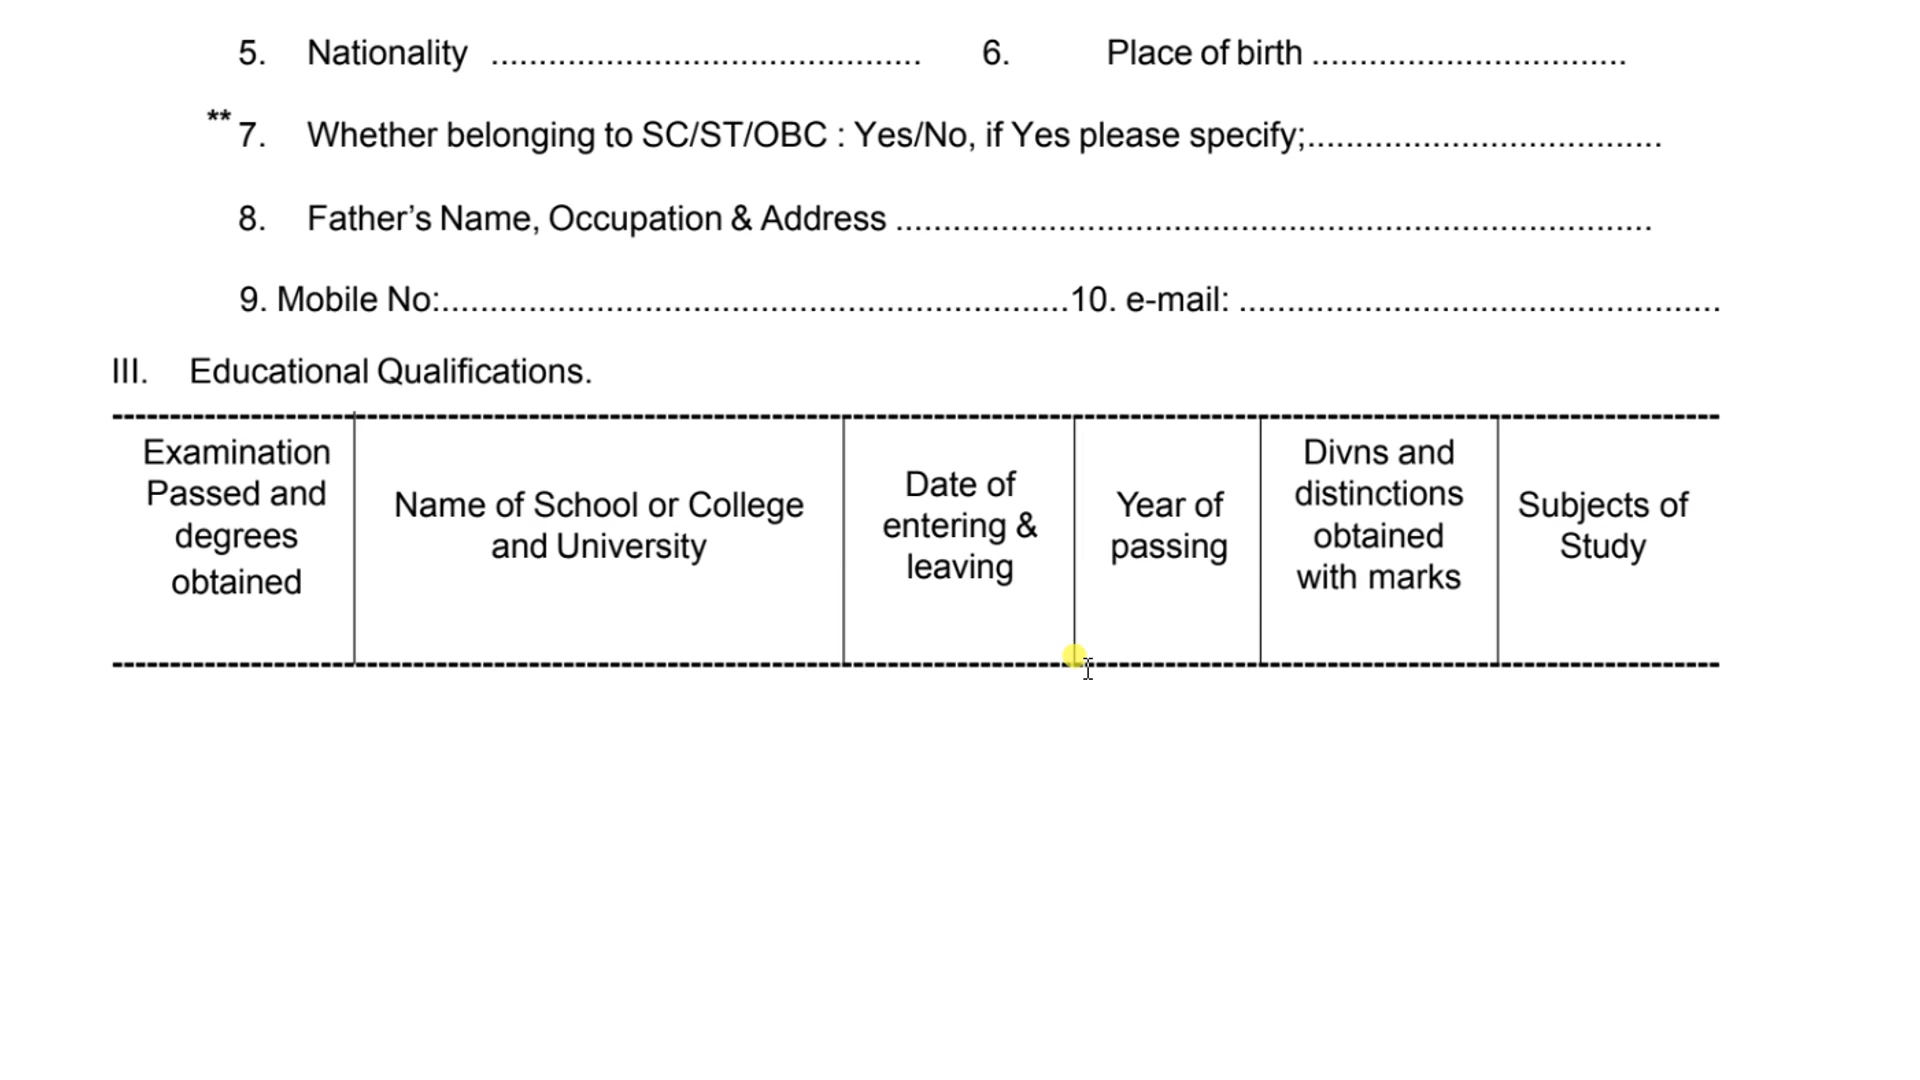 5. Nationality ............................................. 6. Place of birth .................................
** 7. Whether belonging to SC/ST/OBC : Yes/No, if Yes please specify;.....................................
8. Father’s Name, Occupation & Address ...............................................................................
9. Mobile No:..................................................................10. e-mail: ..................................................
III. Educational Qualifications.
Examination
Passed and
degrees
obtained
Name of School or College
and University
Date of
entering &
leaving
Year of
passing
Divns and
distinctions
obtained
with marks
Subjects of
Study